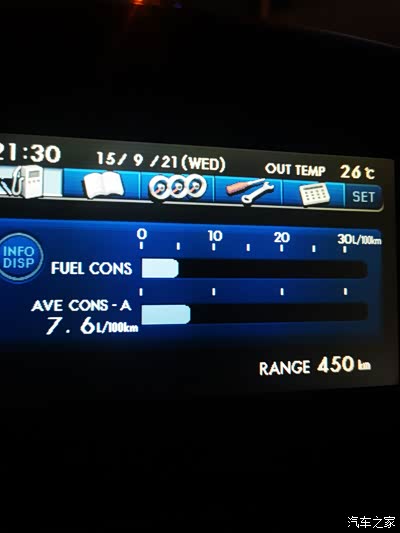 21:30 15/ 9 /21(WED) OUT TEMP 26℃
SET
0 10 20 30L/100km
INFO
DISP
FUEL CONS
AVE CONS - A
7. 6L/100km
RANGE 450 km
汽车之家